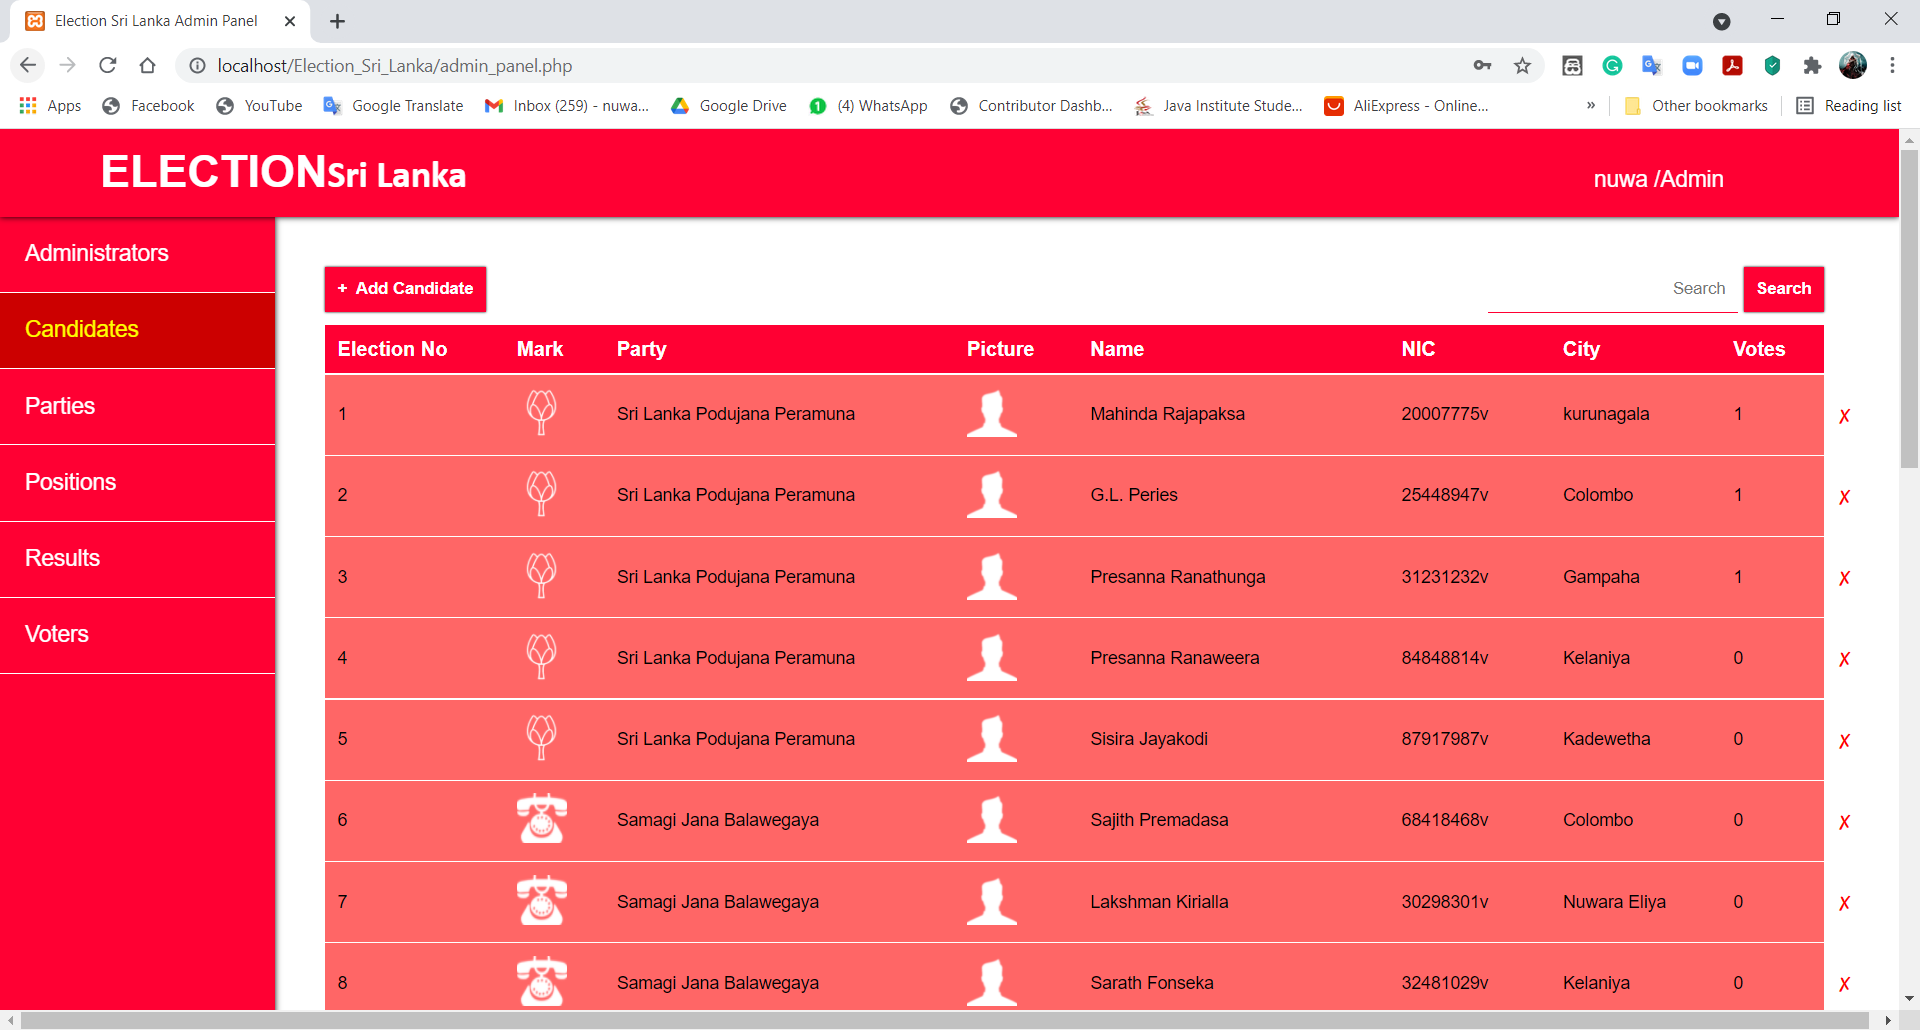 Election Sri Lanka Admin Panel
localhost/Election_Sri_Lanka/admin_panel.php
Apps Facebook YouTube Google Translate Inbox (259) - nuwa... Google Drive (4) WhatsApp Contributor Dashb... Java Institute Stude... AliExpress - Online... » Other bookmarks Reading list
ELECTIONSri Lanka
nuwa /Admin
Administrators
Candidates
Parties
Positions
Results
Voters
+ Add Candidate
Search Search
Election No Mark Party Picture Name NIC City Votes
1 Sri Lanka Podujana Peramuna Mahinda Rajapaksa 20007775v kurunagala 1 ✗
2 Sri Lanka Podujana Peramuna G.L. Peries 25448947v Colombo 1 ✗
3 Sri Lanka Podujana Peramuna Presanna Ranathunga 31231232v Gampaha 1 ✗
4 Sri Lanka Podujana Peramuna Presanna Ranaweera 84848814v Kelaniya 0 ✗
5 Sri Lanka Podujana Peramuna Sisira Jayakodi 87917987v Kadewetha 0 ✗
6 Samagi Jana Balawegaya Sajith Premadasa 68418468v Colombo 0 ✗
7 Samagi Jana Balawegaya Lakshman Kirialla 30298301v Nuwara Eliya 0 ✗
8 Samagi Jana Balawegaya Sarath Fonseka 32481029v Kelaniya 0 ✗